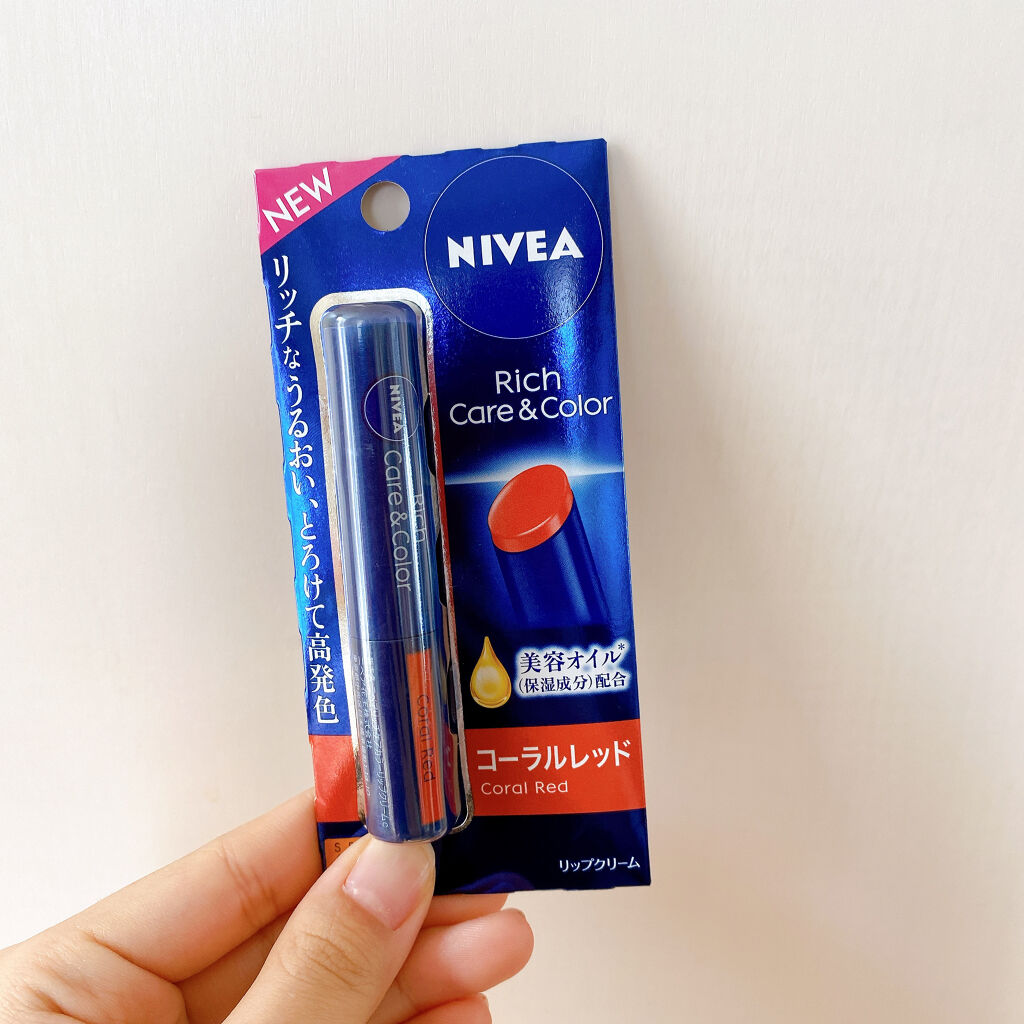 NEW
NIVEA
リッチなうるおい、とろけて高発色
Rich
Care & Color
NIVEA
Rich
Care & Color
美容オイル*
(保湿成分)配合
コーラルレッド
Coral Red
Coral Red
リップクリーム